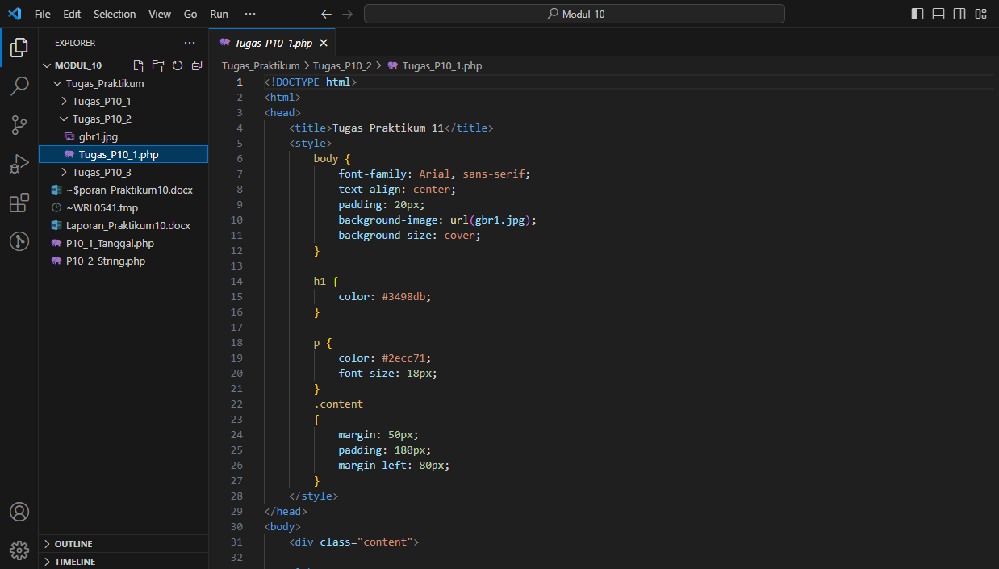 File Edit Selection View Go Run ···
Modul_10
EXPLORER ···
MODUL_10
Tugas_Praktikum
Tugas_P10_1
Tugas_P10_2
gbr1.jpg
Tugas_P10_1.php
Tugas_P10_3
~$poran_Praktikum10.docx
~WRL0541.tmp
Laporan_Praktikum10.docx
P10_1_Tanggal.php
P10_2_String.php
OUTLINE
TIMELINE
Tugas_P10_1.php
Tugas_Praktikum > Tugas_P10_2 > Tugas_P10_1.php
1 <!DOCTYPE html>
2 <html>
3 <head>
4 <title>Tugas Praktikum 11</title>
5 <style>
6 body {
7 font-family: Arial, sans-serif;
8 text-align: center;
9 padding: 20px;
10 background-image: url(gbr1.jpg);
11 background-size: cover;
12 }
13
14 h1 {
15 color: #3498db;
16 }
17
18 p {
19 color: #2ecc71;
20 font-size: 18px;
21 }
22 .content
23 {
24 margin: 50px;
25 padding: 180px;
26 margin-left: 80px;
27 }
28 </style>
29 </head>
30 <body>
31 <div class="content">
32